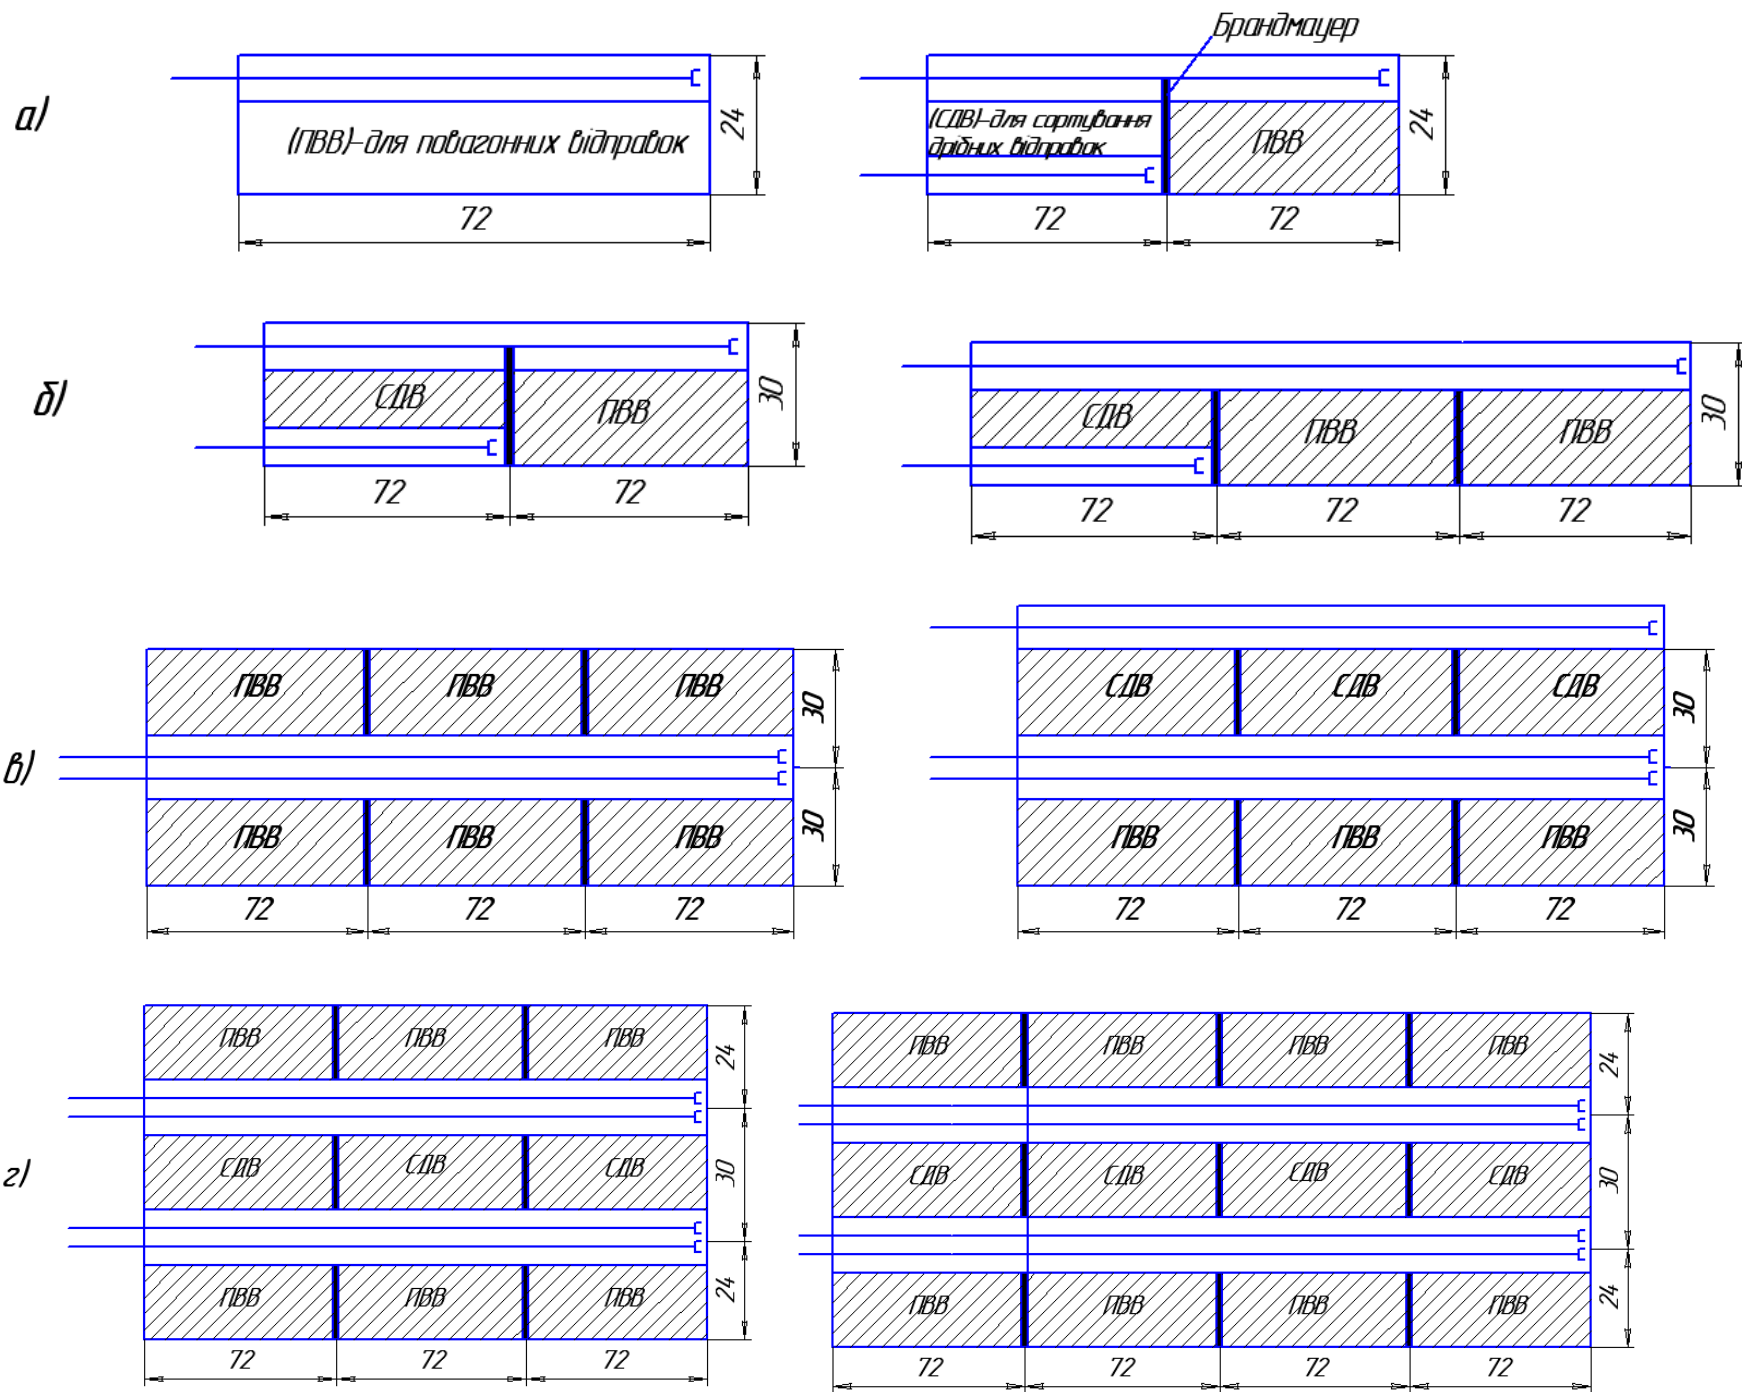 Брандмауер
а)
(ПВВ)-для повагонних відправок
24
72
(СДВ)-для сортування
дрібних відправок
ПВВ
24
72
72
б)
СДВ
ПВВ
30
72
72
СДВ
ПВВ
ПВВ
30
72
72
72
в)
ПВВ
ПВВ
ПВВ
30
ПВВ
ПВВ
ПВВ
30
72
72
72
СДВ
СДВ
СДВ
30
ПВВ
ПВВ
ПВВ
30
72
72
72
г)
ПВВ
ПВВ
ПВВ
24
СДВ
СДВ
СДВ
30
ПВВ
ПВВ
ПВВ
24
72
72
72
ПВВ
ПВВ
ПВВ
ПВВ
24
СДВ
СДВ
СДВ
СДВ
30
ПВВ
ПВВ
ПВВ
ПВВ
24
72
72
72
72